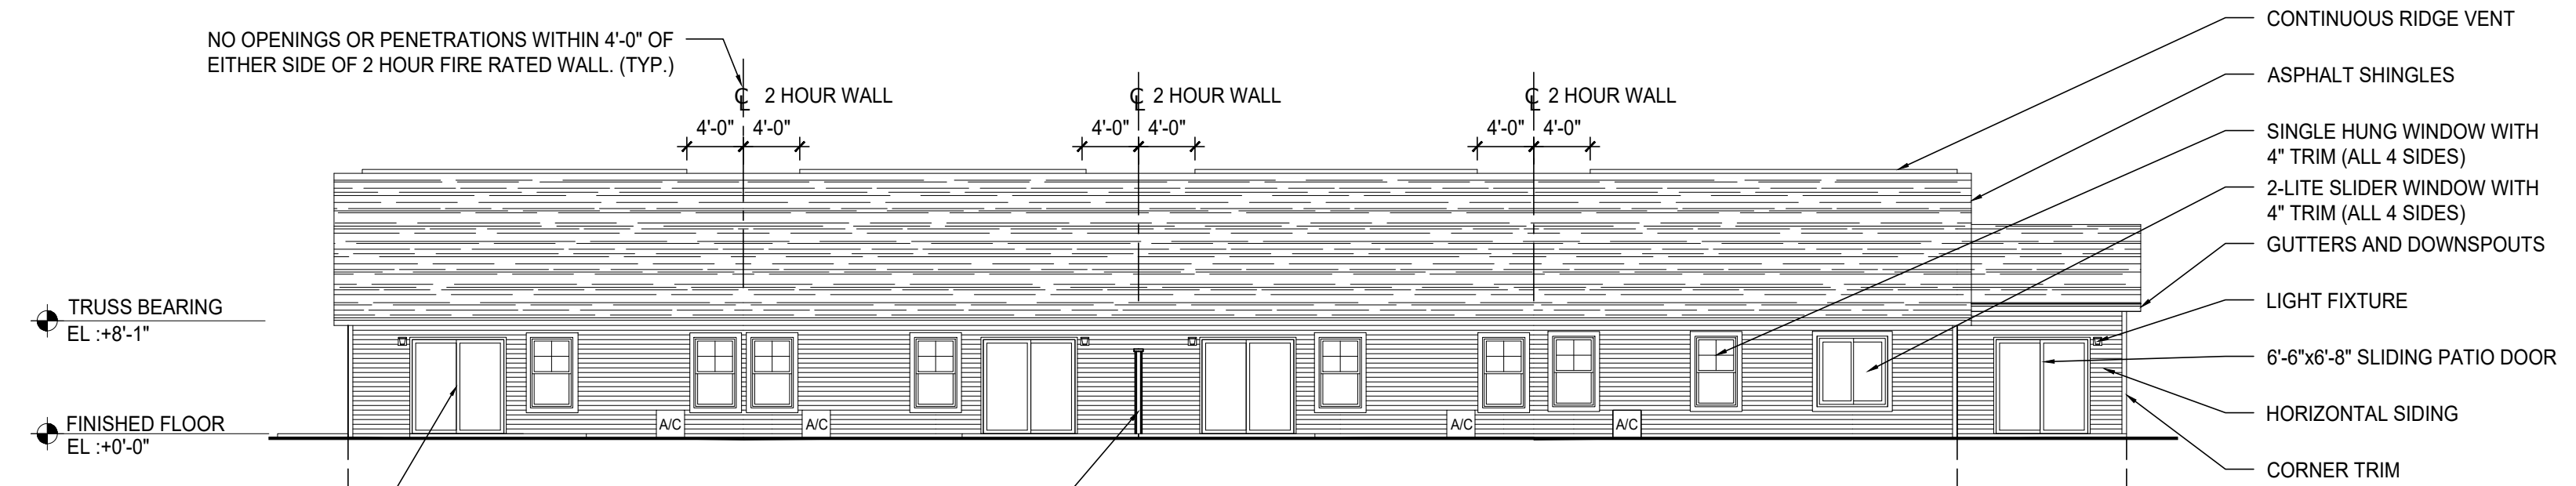 CONTINUOUS RIDGE VENT
NO OPENINGS OR PENETRATIONS WITHIN 4'-0" OF
EITHER SIDE OF 2 HOUR FIRE RATED WALL. (TYP.)
ASPHALT SHINGLES
℄ 2 HOUR WALL
℄ 2 HOUR WALL
℄ 2 HOUR WALL
4'-0" 4'-0"
4'-0" 4'-0"
4'-0" 4'-0"
SINGLE HUNG WINDOW WITH
4" TRIM (ALL 4 SIDES)
2-LITE SLIDER WINDOW WITH
4" TRIM (ALL 4 SIDES)
GUTTERS AND DOWNSPOUTS
TRUSS BEARING
EL :+8'-1"
LIGHT FIXTURE
6'-6"x6'-8" SLIDING PATIO DOOR
HORIZONTAL SIDING
FINISHED FLOOR
EL :+0'-0"
A/C
A/C
A/C
A/C
CORNER TRIM